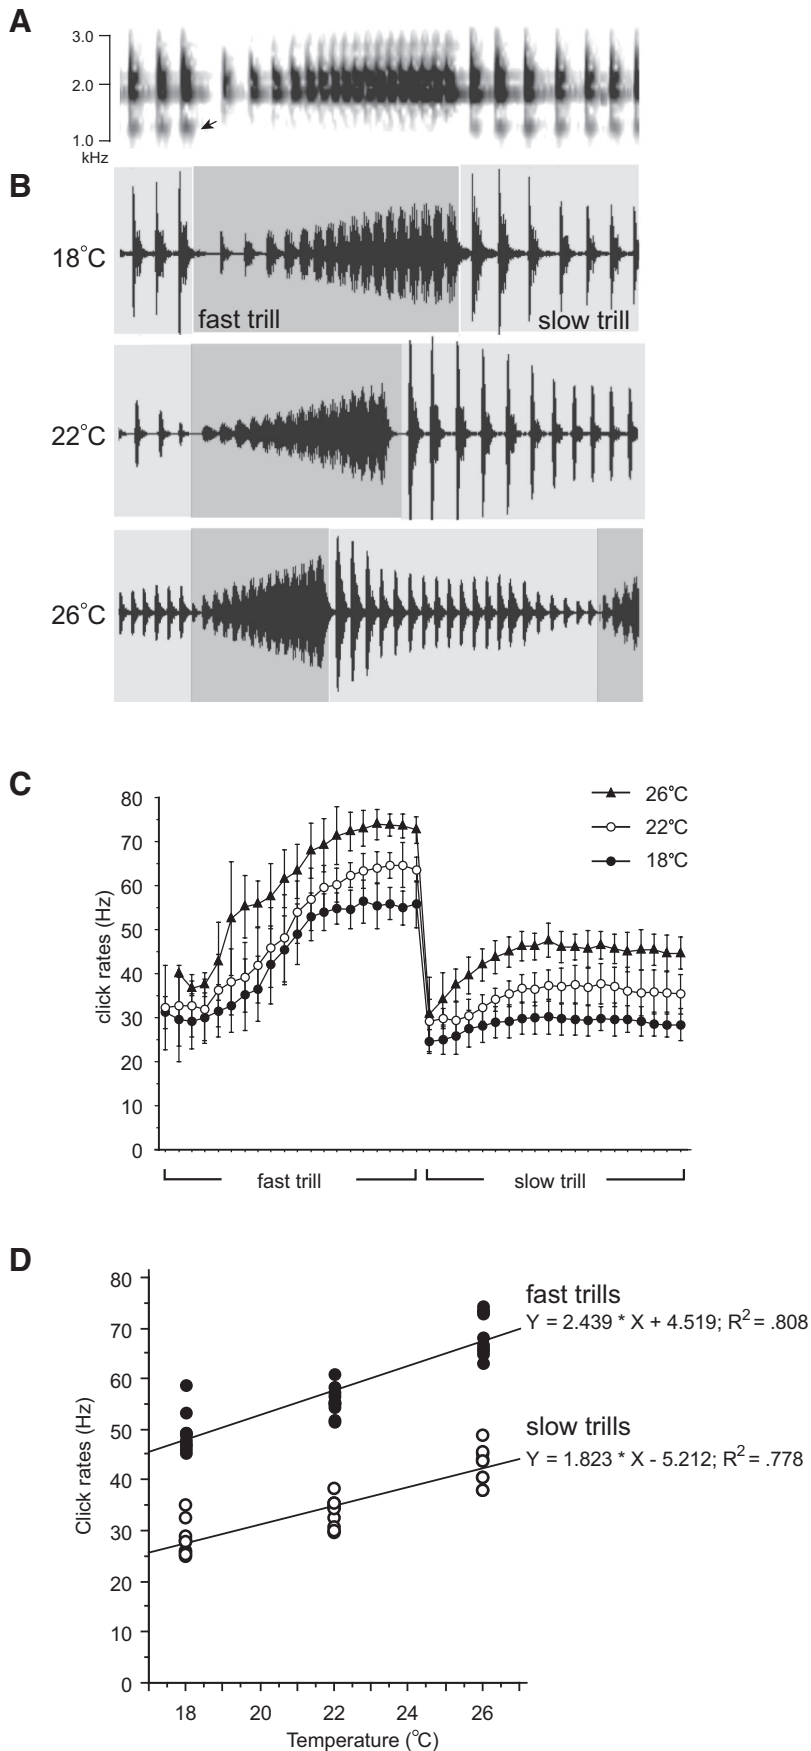 A
3.0
2.0
1.0
kHz
B
18°C
fast trill
slow trill
22°C
26°C
C
80
70
60
50
40
30
20
10
0
click rates (Hz)
26°C
22°C
18°C
fast trill
slow trill
D
80
70
60
50
40
30
20
10
0
Click rates (Hz)
fast trills
Y = 2.439 * X + 4.519; R² = .808
slow trills
Y = 1.823 * X - 5.212; R² = .778
18 20 22 24 26
Temperature (°C)